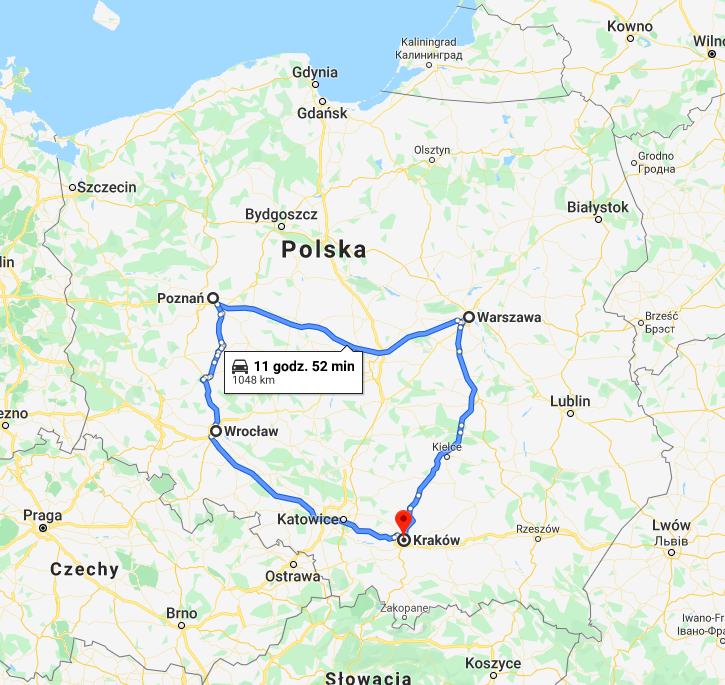 Kowno
Wilno
Kaliningrad
Калининград
Gdynia
Gdańsk
Olsztyn
Grodno
Гродна
Szczecin
Białystok
Bydgoszcz
Polska
lin
Poznań
Warszawa
Brześć
Брэст
11 godz. 52 min
1048 km
Lublin
ezno
Wrocław
Kielce
Katowice
Praga
Kraków
Rzeszów
Lwów
Львів
Czechy
Ostrawa
Zakopane
Brno
Iwano-Fra
Івано-Фра
Koszyce
Słowacja